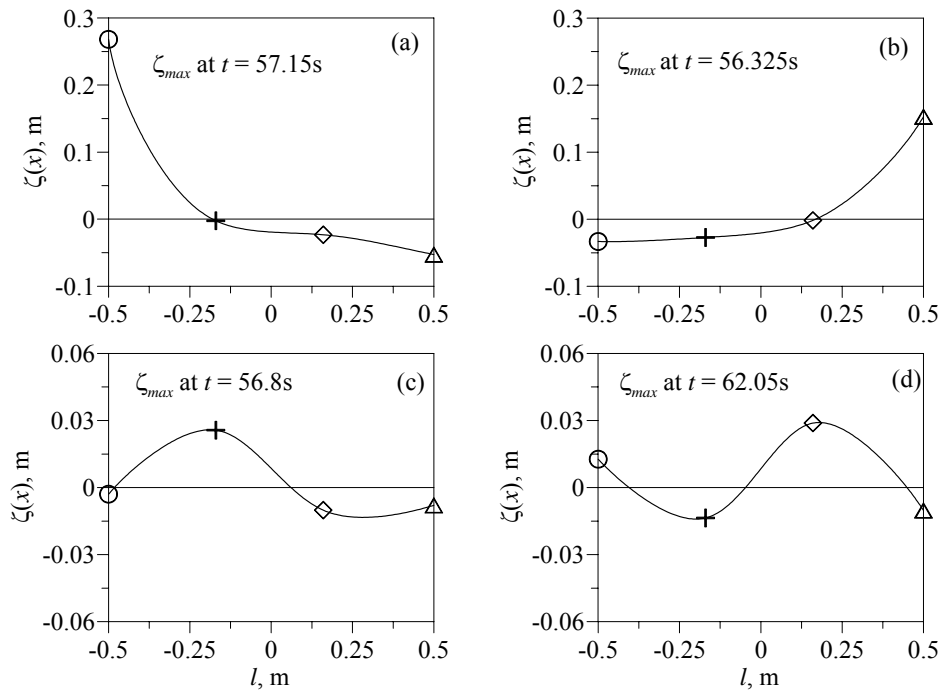 0.3
0.2
0.1
0
-0.1
ζ(x), m
(a)
ζmax at t = 57.15s
-0.5 -0.25 0 0.25 0.5
0.3
0.2
0.1
0
-0.1
ζ(x), m
(b)
ζmax at t = 56.325s
-0.5 -0.25 0 0.25 0.5
0.06
0.03
0
-0.03
-0.06
ζ(x), m
(c)
ζmax at t = 56.8s
-0.5 -0.25 0 0.25 0.5
l, m
0.06
0.03
0
-0.03
-0.06
ζ(x), m
(d)
ζmax at t = 62.05s
-0.5 -0.25 0 0.25 0.5
l, m